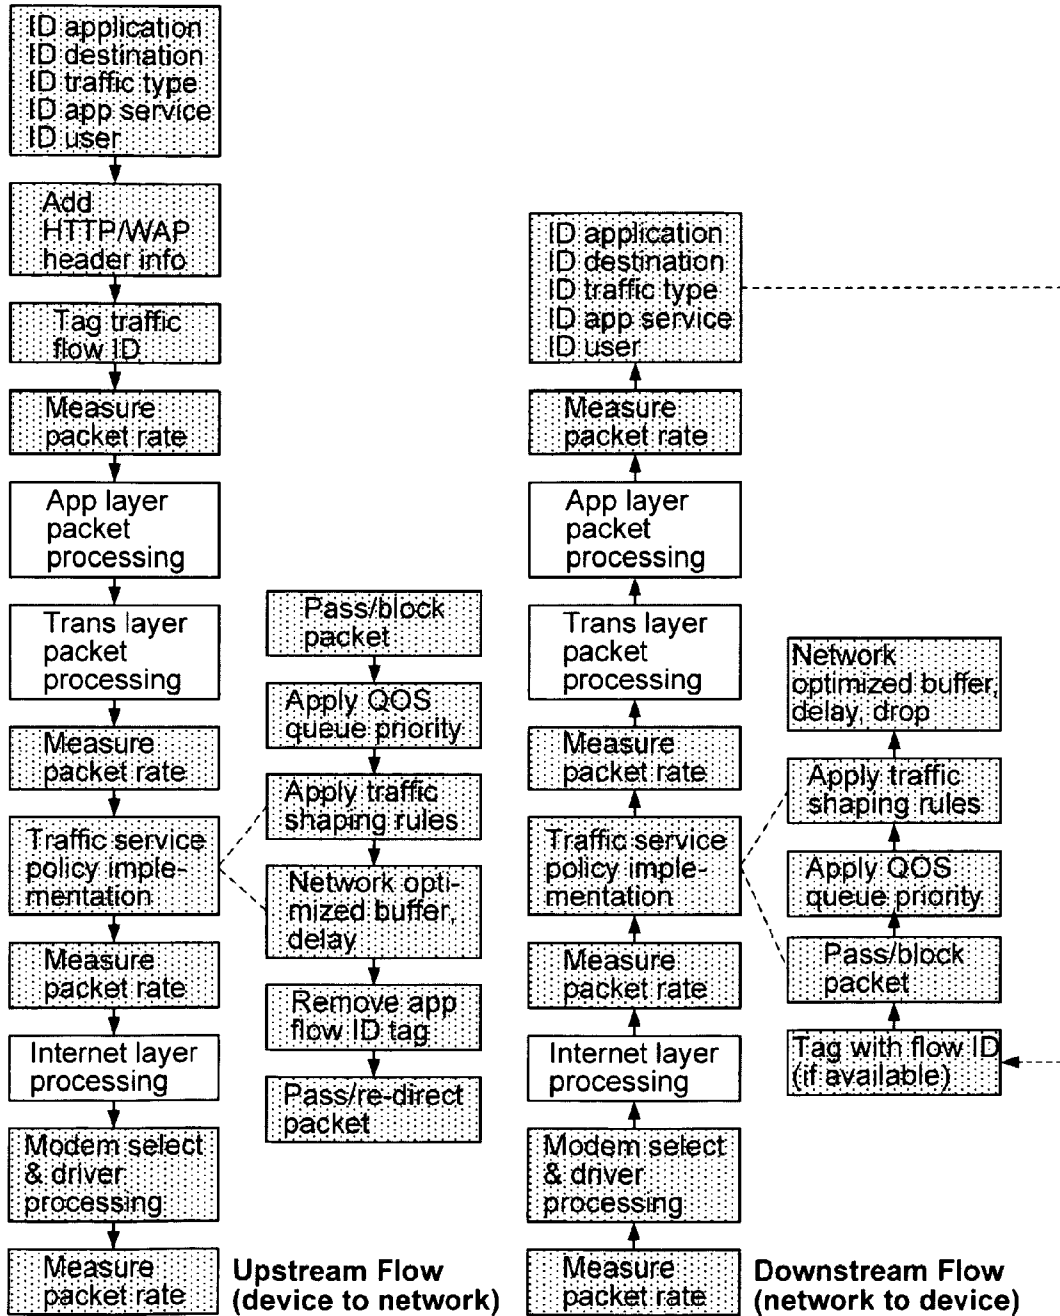 ID application
ID destination
ID traffic type
ID app service
ID user
Add
HTTP/WAP
header info
Tag traffic
flow ID
Measure
packet rate
App layer
packet
processing
Trans layer
packet
processing
Measure
packet rate
Traffic service
policy imple-
mentation
Measure
packet rate
Internet layer
processing
Modem select
& driver
processing
Measure
packet rate
Pass/block
packet
Apply QOS
queue priority
Apply traffic
shaping rules
Network opti-
mized buffer,
delay
Remove app
flow ID tag
Pass/re-direct
packet
Upstream Flow
(device to network)
ID application
ID destination
ID traffic type
ID app service
ID user
Measure
packet rate
App layer
packet
processing
Trans layer
packet
processing
Measure
packet rate
Traffic service
policy imple-
mentation
Measure
packet rate
Internet layer
processing
Modem select
& driver
processing
Measure
packet rate
Network
optimized buffer,
delay, drop
Apply traffic
shaping rules
Apply QOS
queue priority
Pass/block
packet
Tag with flow ID
(if available)
Downstream Flow
(network to device)